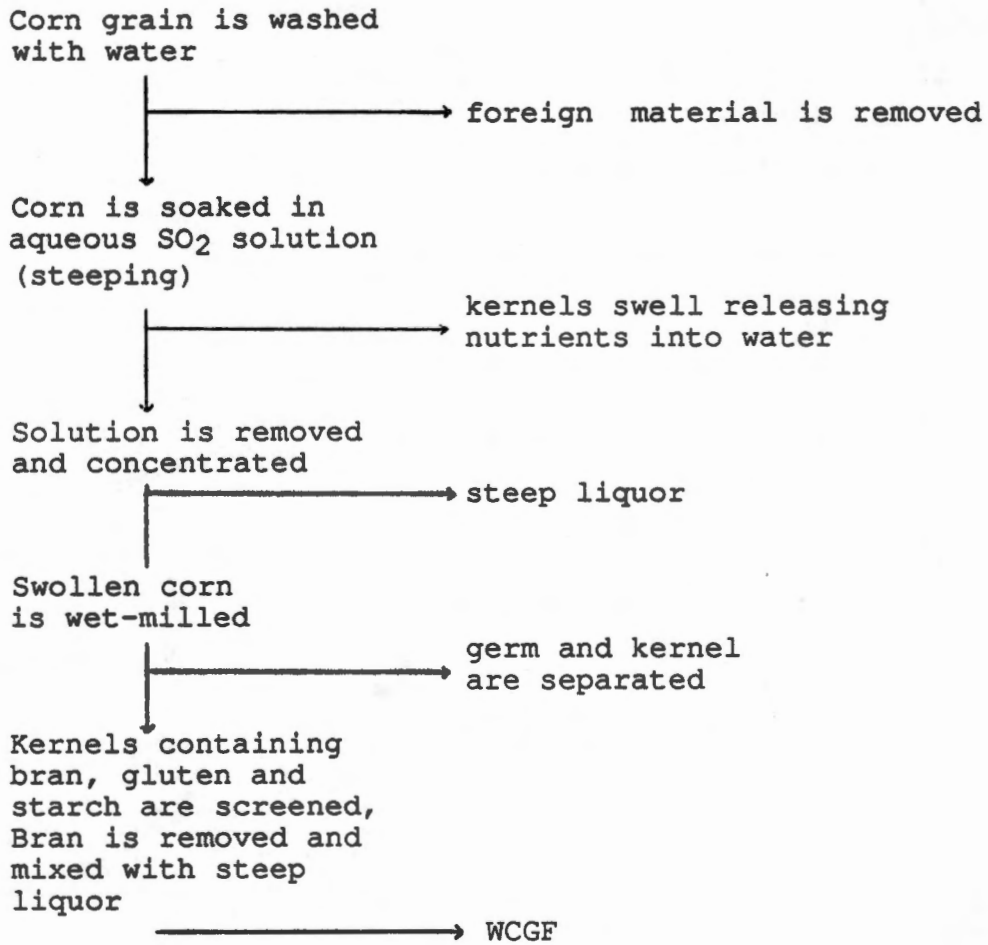 Corn grain is washed
with water
foreign material is removed
Corn is soaked in
aqueous SO2 solution
(steeping)
kernels swell releasing
nutrients into water
Solution is removed
and concentrated
steep liquor
Swollen corn
is wet-milled
germ and kernel
are separated
Kernels containing
bran, gluten and
starch are screened,
Bran is removed and
mixed with steep
liquor
WCGF